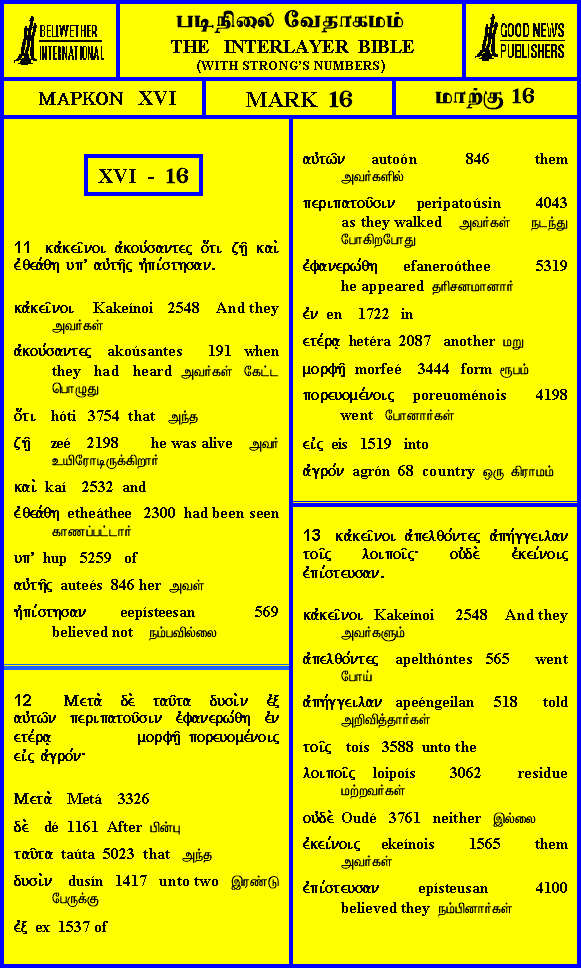 BELLWETHER
INTERNATIONAL
படிநிலை வேதாகமம்
THE INTERLAYER BIBLE
(WITH STRONG'S NUMBERS)
GOOD NEWS
PUBLISHERS
ΜΑΡΚΟΝ XVI
MARK 16
மாற்கு 16
XVI - 16
11 κἀκεῖνοι ἀκούσαντες ὅτι ζῇ καὶ
ἐθεάθη υπ' αὐτῆς ἠπίστησαν.
κἀκεῖνοι Kakeínoi 2548 And they
அவர்கள்
ἀκούσαντες akoúsantes 191 when
they had heard அவர்கள் கேட்ட
பொழுது
ὅτι hóti 3754 that அந்த
ζῇ zeé 2198 he was alive அவர்
உயிரோடிருக்கிறார்
καὶ kaí 2532 and
ἐθεάθη etheáthee 2300 had been seen
காணப்பட்டார்
υπ' hup 5259 of
αὐτῆς auteés 846 her அவள்
ἠπίστησαν eepísteesan 569
believed not நம்பவில்லை
12 Μετὰ δὲ ταῦτα δυσὶν ἐξ
αὐτῶν περιπατοῦσιν ἐφανερώθη ἐν
ετέρᾳ μορφῇ πορευομένοις
εἰς ἀγρόν·
Μετὰ Metá 3326
δὲ dé 1161 After பின்பு
ταῦτα taúta 5023 that அந்த
δυσὶν dusín 1417 unto two இரண்டு
பேருக்கு
ἐξ ex 1537 of
αὐτῶν autoón 846 them
அவர்களில்
περιπατοῦσιν peripatoúsin 4043
as they walked அவர்கள் நடந்து
போகிறபோது
ἐφανερώθη efaneroóthee 5319
he appeared தரிசனமானார்
ἐν en 1722 in
ετέρᾳ hetéra 2087 another மறு
μορφῇ morfeé 3444 form ரூபம்
πορευομένοις poreuoménois 4198
went போனார்கள்
εἰς eis 1519 into
ἀγρόν agrón 68 country ஒரு கிராமம்
13 κἀκεῖνοι ἀπελθόντες ἀπήγγειλαν
τοῖς λοιποῖς· οὐδὲ ἐκείνοις
ἐπίστευσαν.
κἀκεῖνοι Kakeínoi 2548 And they
அவர்களும்
ἀπελθόντες apelthóntes 565 went
போய்
ἀπήγγειλαν apeéngeilan 518 told
அறிவித்தார்கள்
τοῖς toís 3588 unto the
λοιποῖς loipoís 3062 residue
மற்றவர்கள்
οὐδὲ Oudé 3761 neither இல்லை
ἐκείνοις ekeínois 1565 them
அவர்கள்
ἐπίστευσαν epísteusan 4100
believed they நம்பினார்கள்